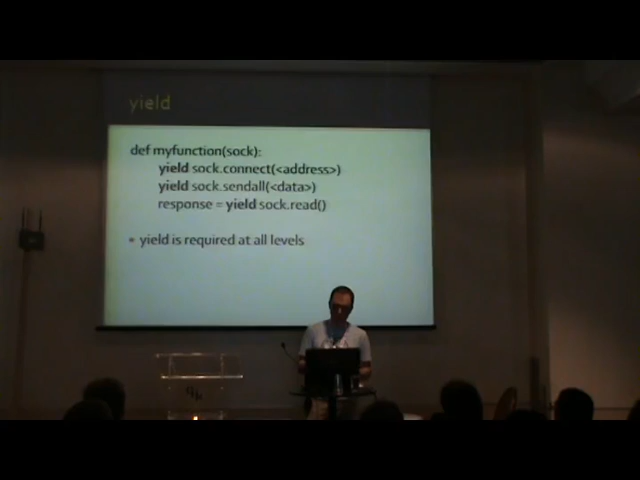 yield
def myfunction(sock):
yield sock.connect(<address>)
yield sock.sendall(<data>)
response = yield sock.read()
• yield is required at all levels